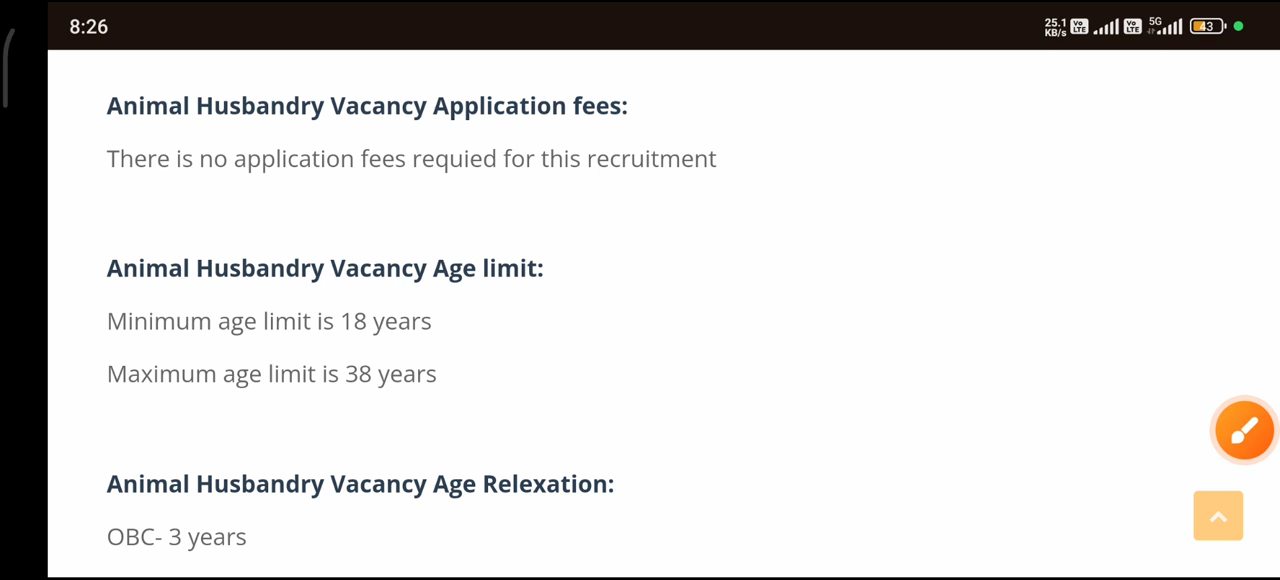 8:26
25.1
KB/s
Vo
LTE
Vo
LTE
5G
43
Animal Husbandry Vacancy Application fees:
There is no application fees requied for this recruitment
Animal Husbandry Vacancy Age limit:
Minimum age limit is 18 years
Maximum age limit is 38 years
Animal Husbandry Vacancy Age Relexation:
OBC- 3 years